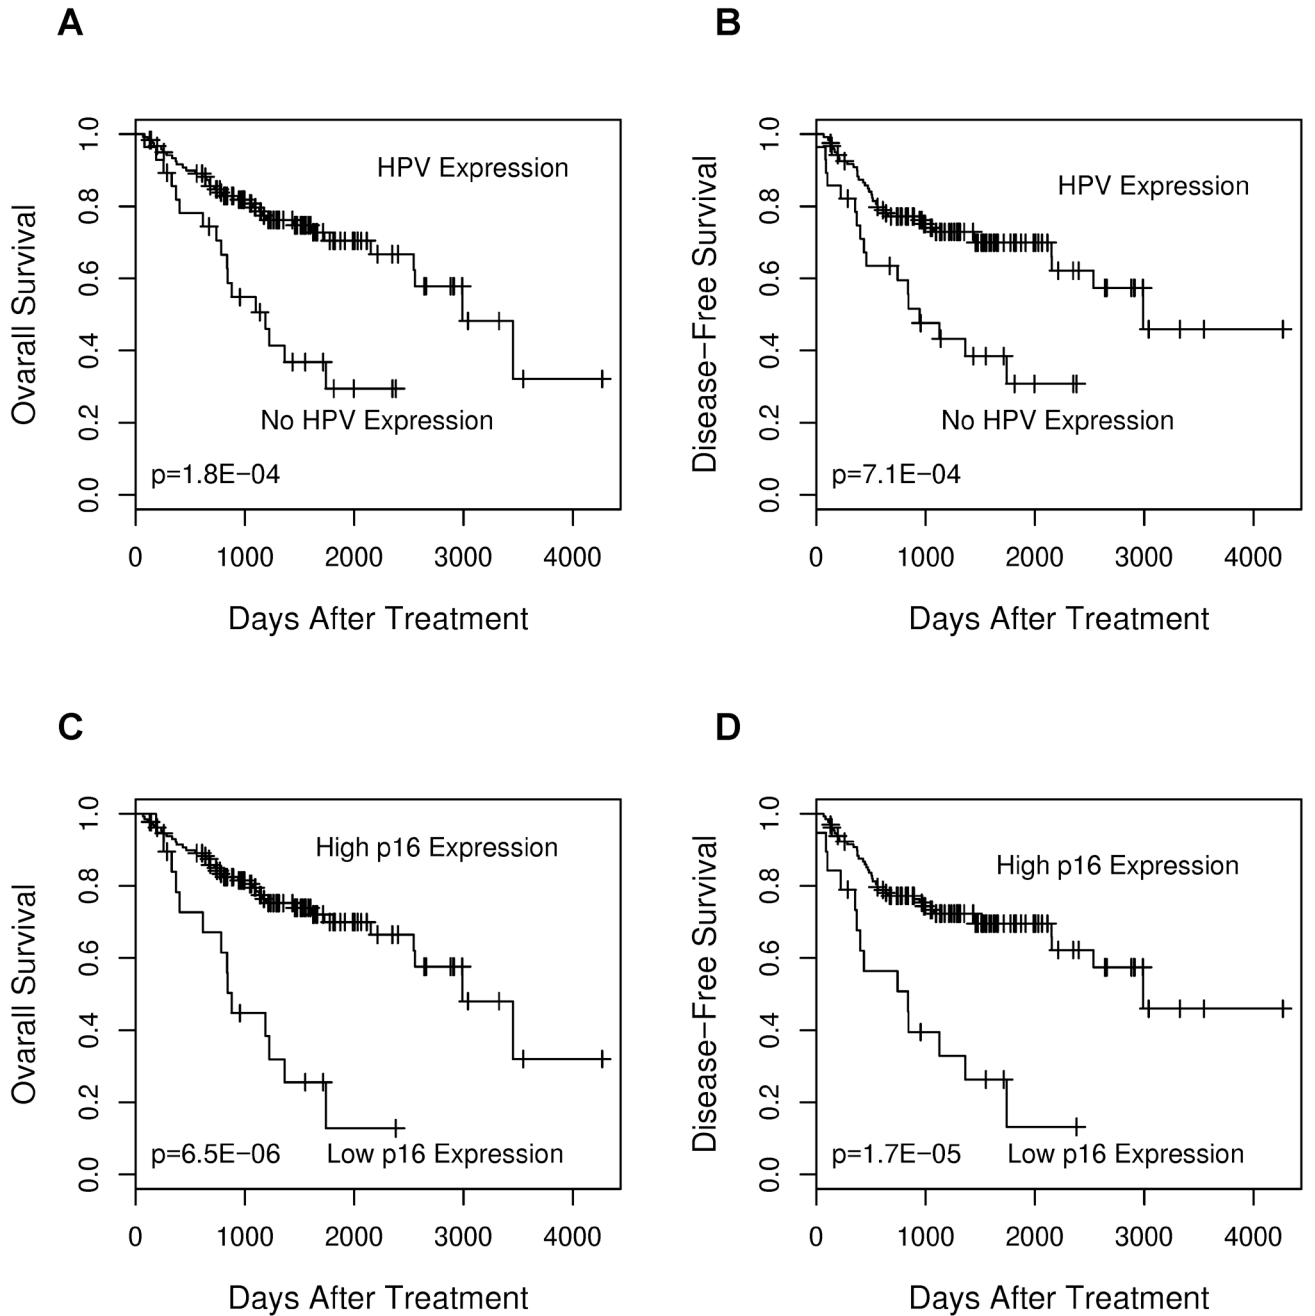 A
Ovarall Survival
1.0
0.8
0.6
0.4
0.2
0.0
HPV Expression
No HPV Expression
p=1.8E−04
0 1000 2000 3000 4000
Days After Treatment
B
Disease−Free Survival
1.0
0.8
0.6
0.4
0.2
0.0
HPV Expression
No HPV Expression
p=7.1E−04
0 1000 2000 3000 4000
Days After Treatment
C
Ovarall Survival
1.0
0.8
0.6
0.4
0.2
0.0
High p16 Expression
p=6.5E−06
Low p16 Expression
0 1000 2000 3000 4000
Days After Treatment
D
Disease−Free Survival
1.0
0.8
0.6
0.4
0.2
0.0
High p16 Expression
p=1.7E−05
Low p16 Expression
0 1000 2000 3000 4000
Days After Treatment